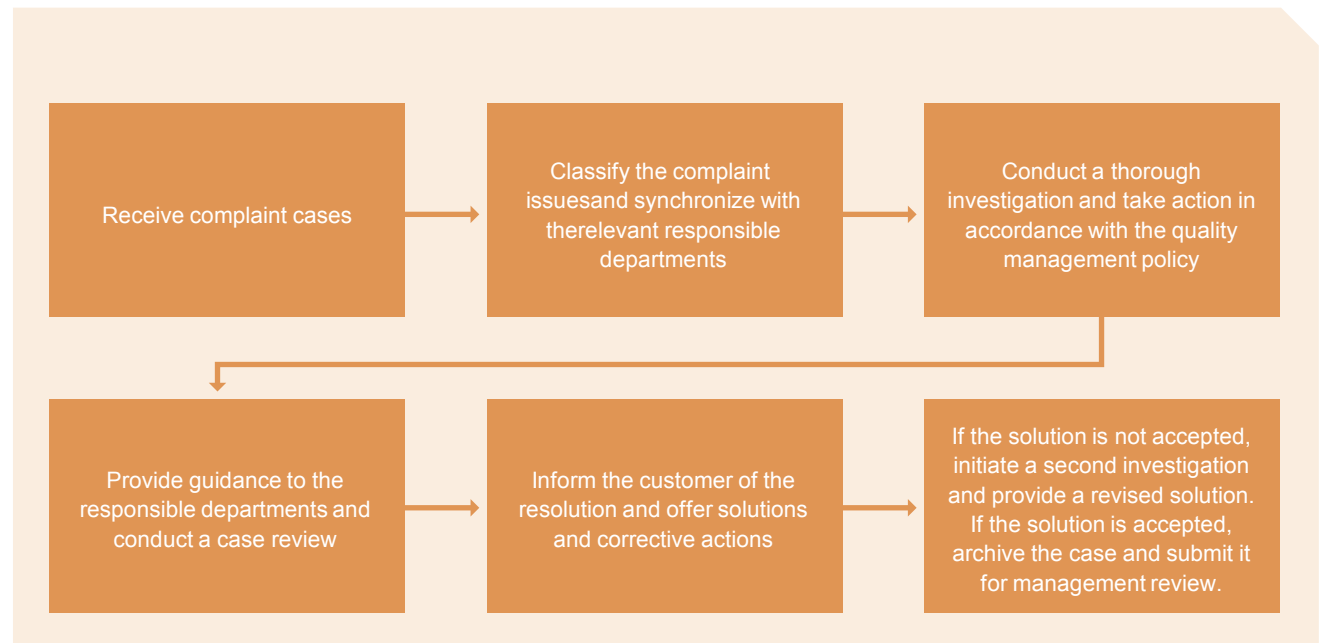 Receive complaint cases
Classify the complaint
issuesand synchronize with
therelevant responsible
departments
Conduct a thorough
investigation and take action in
accordance with the quality
management policy
Provide guidance to the
responsible departments and
conduct a case review
Inform the customer of the
resolution and offer solutions
and corrective actions
If the solution is not accepted,
initiate a second investigation
and provide a revised solution.
If the solution is accepted,
archive the case and submit it
for management review.